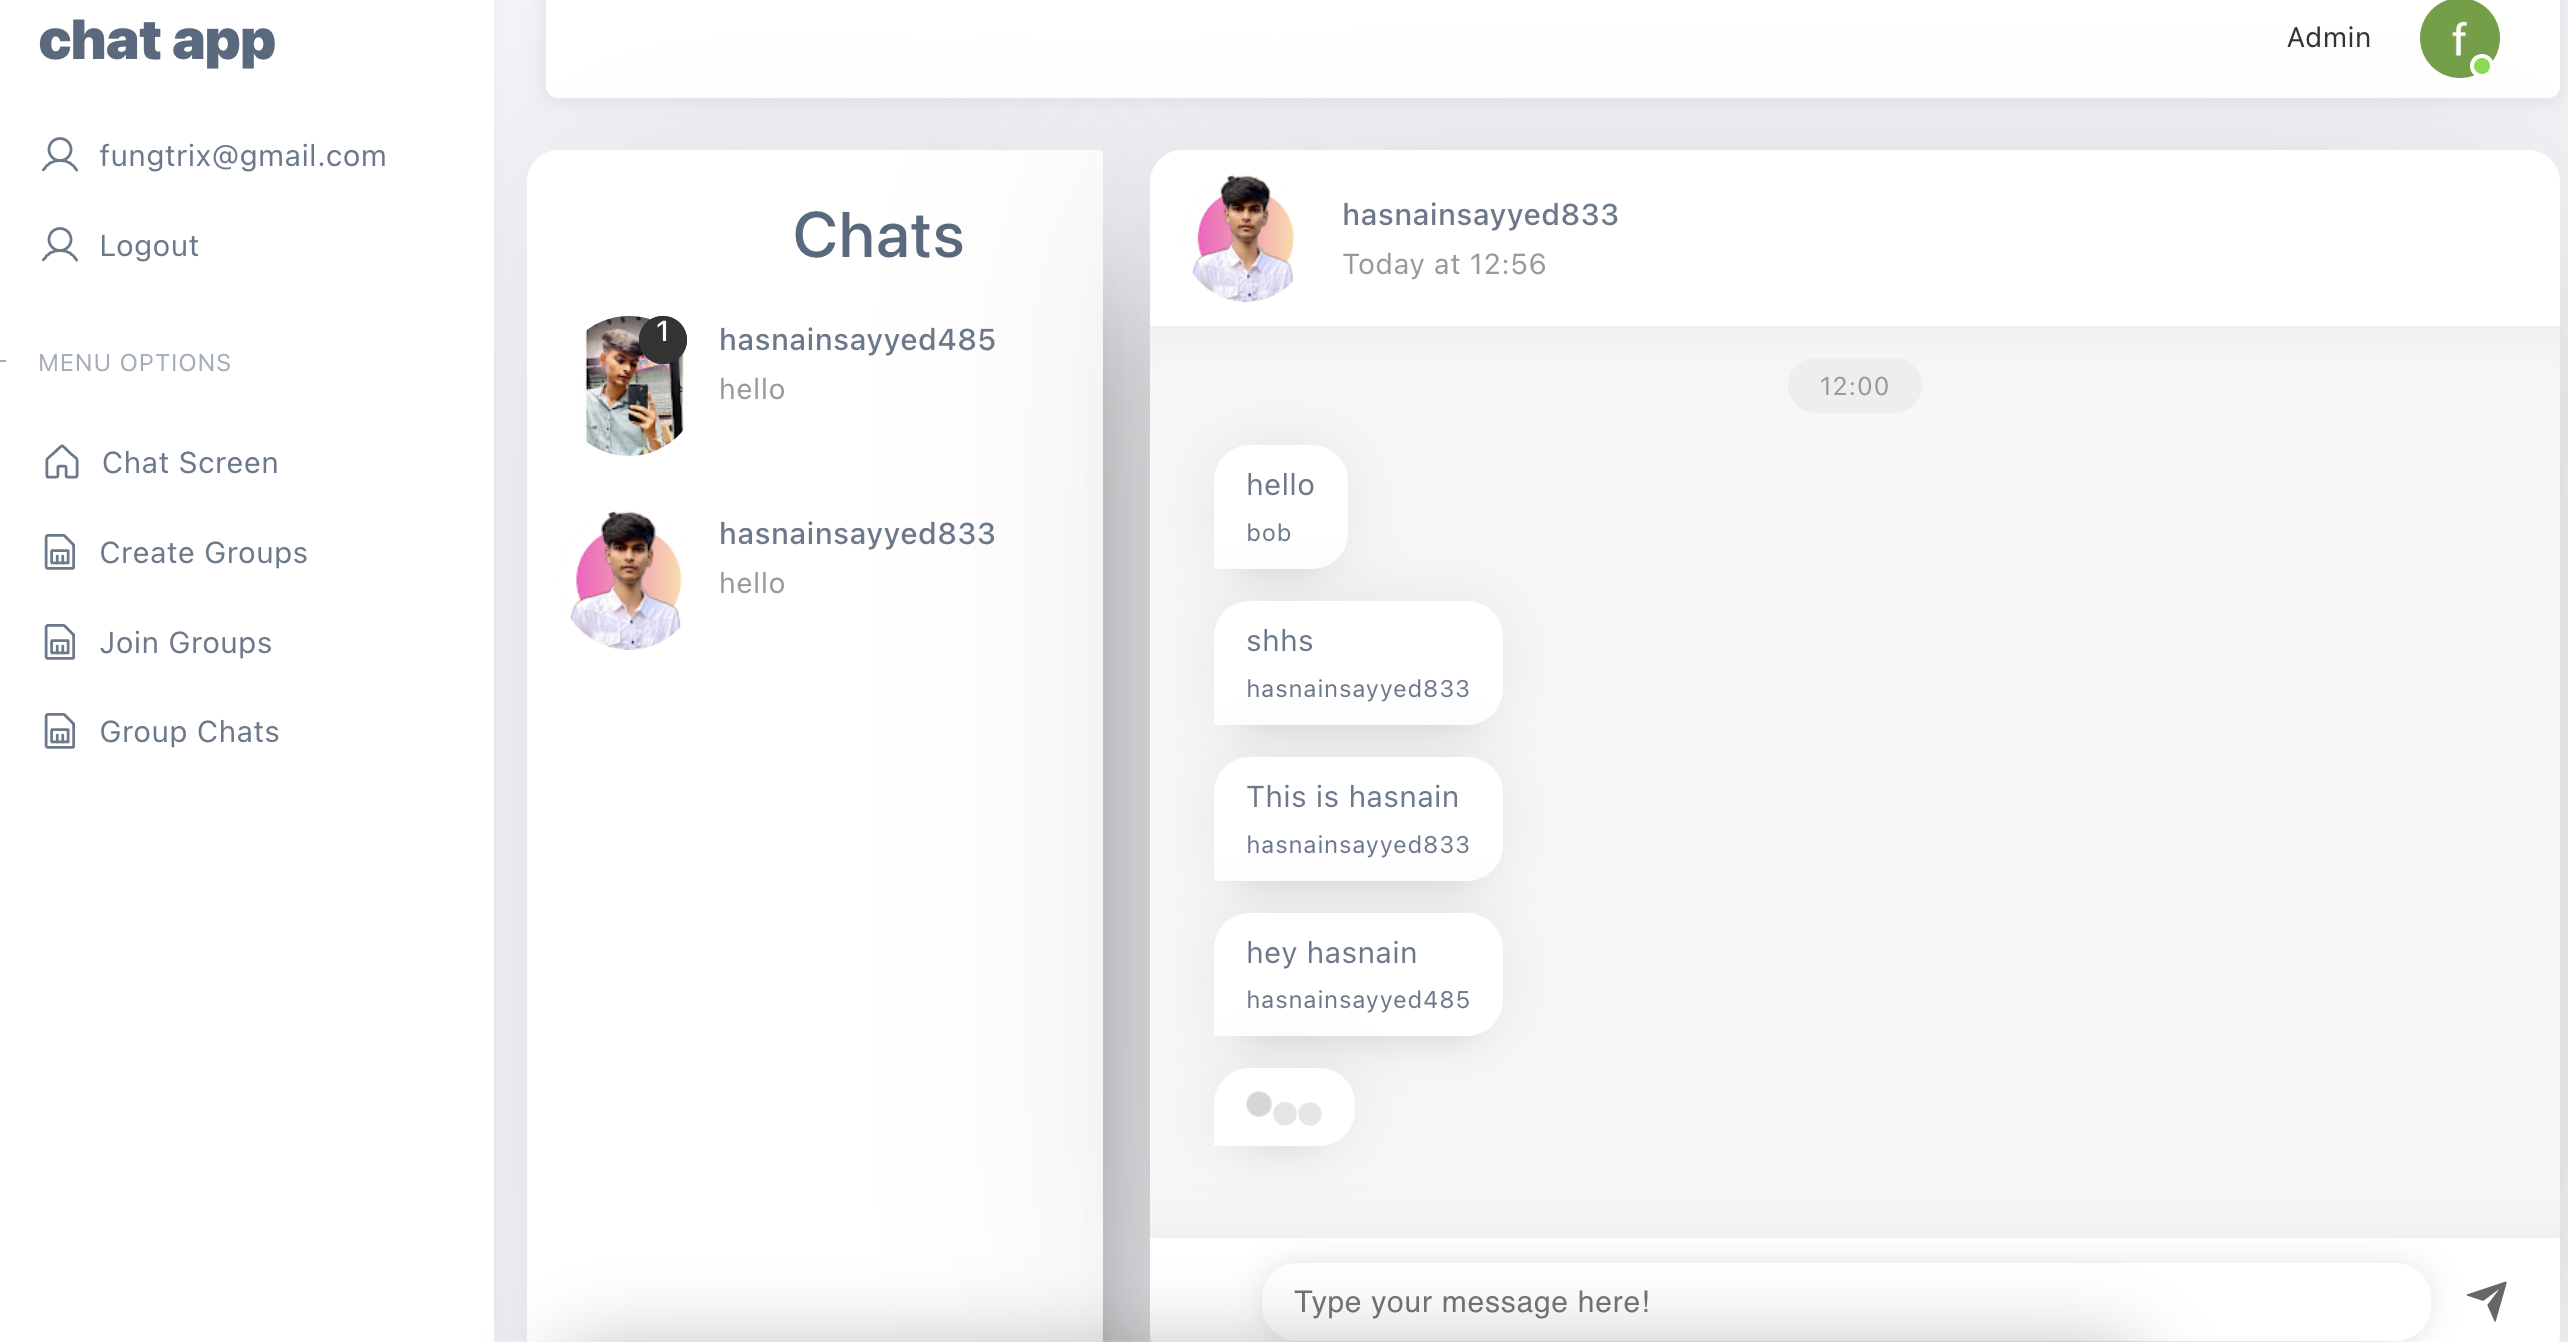 chat app
fungtrix@gmail.com
Logout
MENU OPTIONS
Chat Screen
Create Groups
Join Groups
Group Chats
Admin
f
Chats
1
hasnainsayyed485
hello
hasnainsayyed833
hello
hasnainsayyed833
Today at 12:56
12:00
hello
bob
shhs
hasnainsayyed833
This is hasnain
hasnainsayyed833
hey hasnain
hasnainsayyed485
Type your message here!